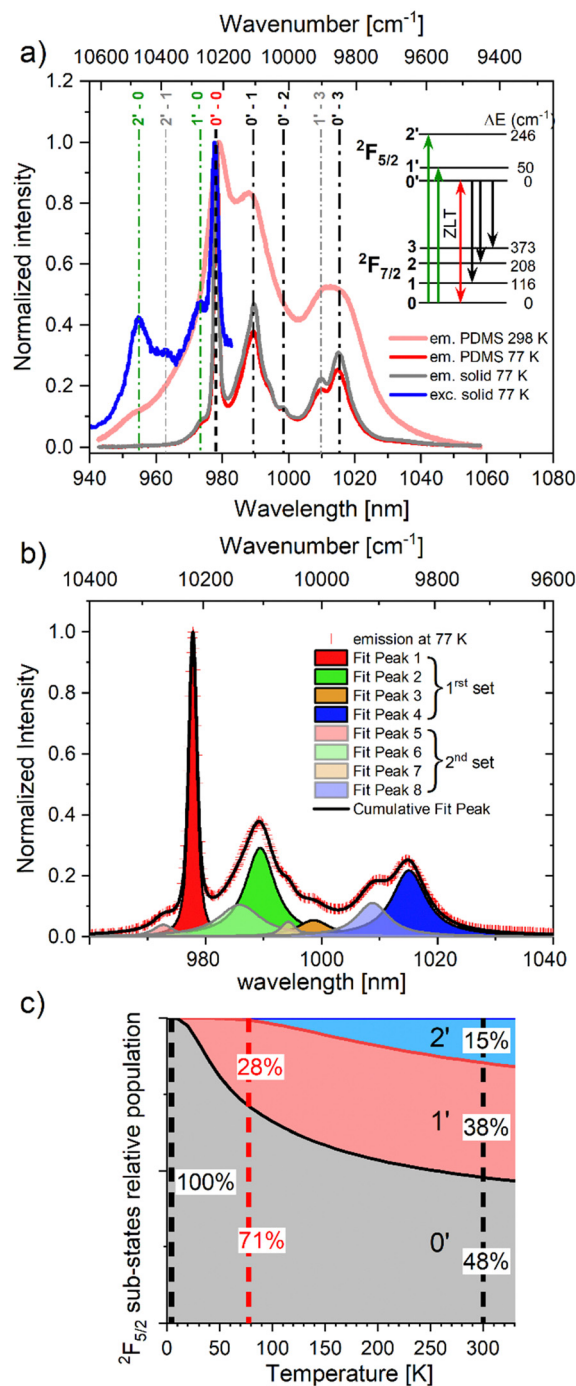 a)
Wavenumber [cm-1]
10600 10400 10200 10000 9800 9600 9400
Normalized intensity
1.2
1.0
0.8
0.6
0.4
0.2
0.0
2' - 0
2' - 1
1' - 0
0' - 0
0' - 1
0' - 2
1' - 3
0' - 3
ΔE (cm-1)
2F5/2
2' 246
1' 50
0' 0
ZLT
2F7/2
3 373
2 208
1 116
0 0
em. PDMS 298 K
em. PDMS 77 K
em. solid 77 K
exc. solid 77 K
940 960 980 1000 1020 1040 1060 1080
Wavelength [nm]
b)
Wavenumber [cm-1]
10400 10200 10000 9800 9600
Normalized Intensity
1.0
0.8
0.6
0.4
0.2
0.0
emission at 77 K
Fit Peak 1
Fit Peak 2
Fit Peak 3
Fit Peak 4
1rst set
Fit Peak 5
Fit Peak 6
Fit Peak 7
Fit Peak 8
2nd set
Cumulative Fit Peak
980 1000 1020 1040
wavelength [nm]
c)
2F5/2 sub-states relative population
2' 15%
28%
1' 38%
100%
71%
0' 48%
0 50 100 150 200 250 300
Temperature [K]